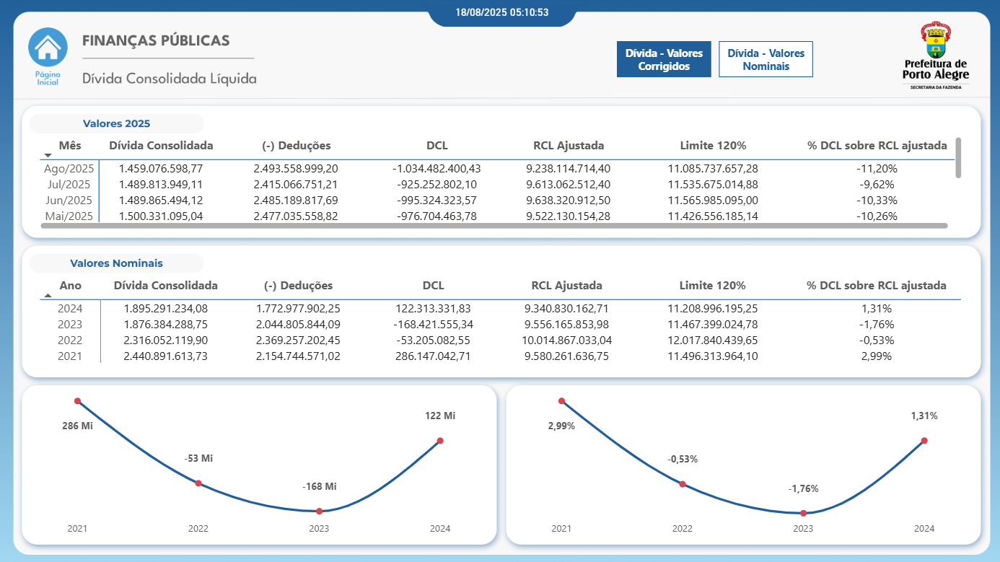 18/08/2025 05:10:53
Página
Inicial
FINANÇAS PÚBLICAS
Dívida Consolidada Líquida
Dívida - Valores
Corrigidos
Dívida - Valores
Nominais
Prefeitura de
Porto Alegre
SECRETARIA DA FAZENDA
Valores 2025
Mês Dívida Consolidada (-) Deduções DCL RCL Ajustada Limite 120% % DCL sobre RCL ajustada
Ago/2025 1.459.076.598,77 2.493.558.999,20 -1.034.482.400,43 9.238.114.714,40 11.085.737.657,28 -11,20%
Jul/2025 1.489.813.949,11 2.415.066.751,21 -925.252.802,10 9.613.062.512,40 11.535.675.014,88 -9,62%
Jun/2025 1.489.865.494,12 2.485.189.817,69 -995.324.323,57 9.638.320.912,50 11.565.985.095,00 -10,33%
Mai/2025 1.500.331.095,04 2.477.035.558,82 -976.704.463,78 9.522.130.154,28 11.426.556.185,14 -10,26%
Valores Nominais
Ano Dívida Consolidada (-) Deduções DCL RCL Ajustada Limite 120% % DCL sobre RCL ajustada
2024 1.895.291.234,08 1.772.977.902,25 122.313.331,83 9.340.830.162,71 11.208.996.195,25 1,31%
2023 1.876.384.288,75 2.044.805.844,09 -168.421.555,34 9.556.165.853,98 11.467.399.024,78 -1,76%
2022 2.316.052.119,90 2.369.257.202,45 -53.205.082,55 10.014.867.033,04 12.017.840.439,65 -0,53%
2021 2.440.891.613,73 2.154.744.571,02 286.147.042,71 9.580.261.636,75 11.496.313.964,10 2,99%
286 Mi
-53 Mi
-168 Mi
122 Mi
2021 2022 2023 2024
2,99%
-0,53%
-1,76%
1,31%
2021 2022 2023 2024